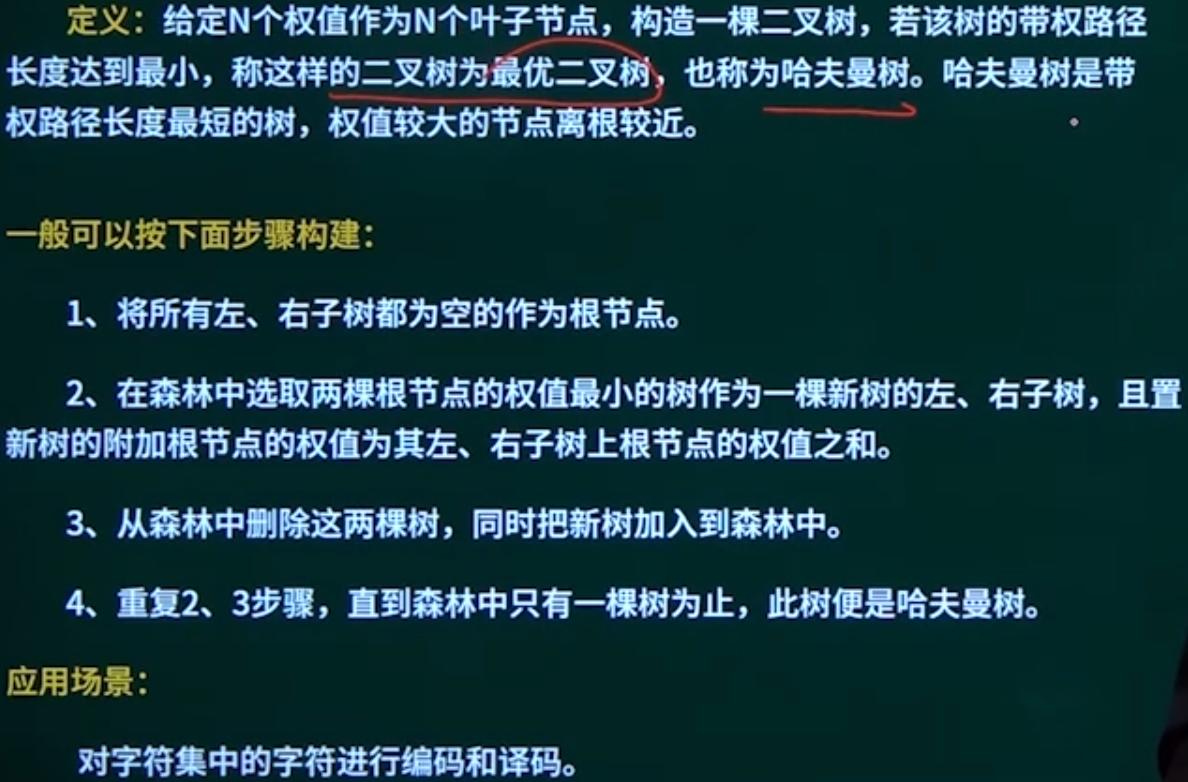 定义：给定N个权值作为N个叶子节点，构造一棵二叉树，若该树的带权路径
长度达到最小，称这样的二叉树为最优二叉树，也称为哈夫曼树。哈夫曼树是带
权路径长度最短的树，权值较大的节点离根较近。
一般可以按下面步骤构建：
1、将所有左、右子树都为空的作为根节点。
2、在森林中选取两棵根节点的权值最小的树作为一棵新树的左、右子树，且置
新树的附加根节点的权值为其左、右子树上根节点的权值之和。
3、从森林中删除这两棵树，同时把新树加入到森林中。
4、重复2、3步骤，直到森林中只有一棵树为止，此树便是哈夫曼树。
应用场景：
对字符集中的字符进行编码和译码。